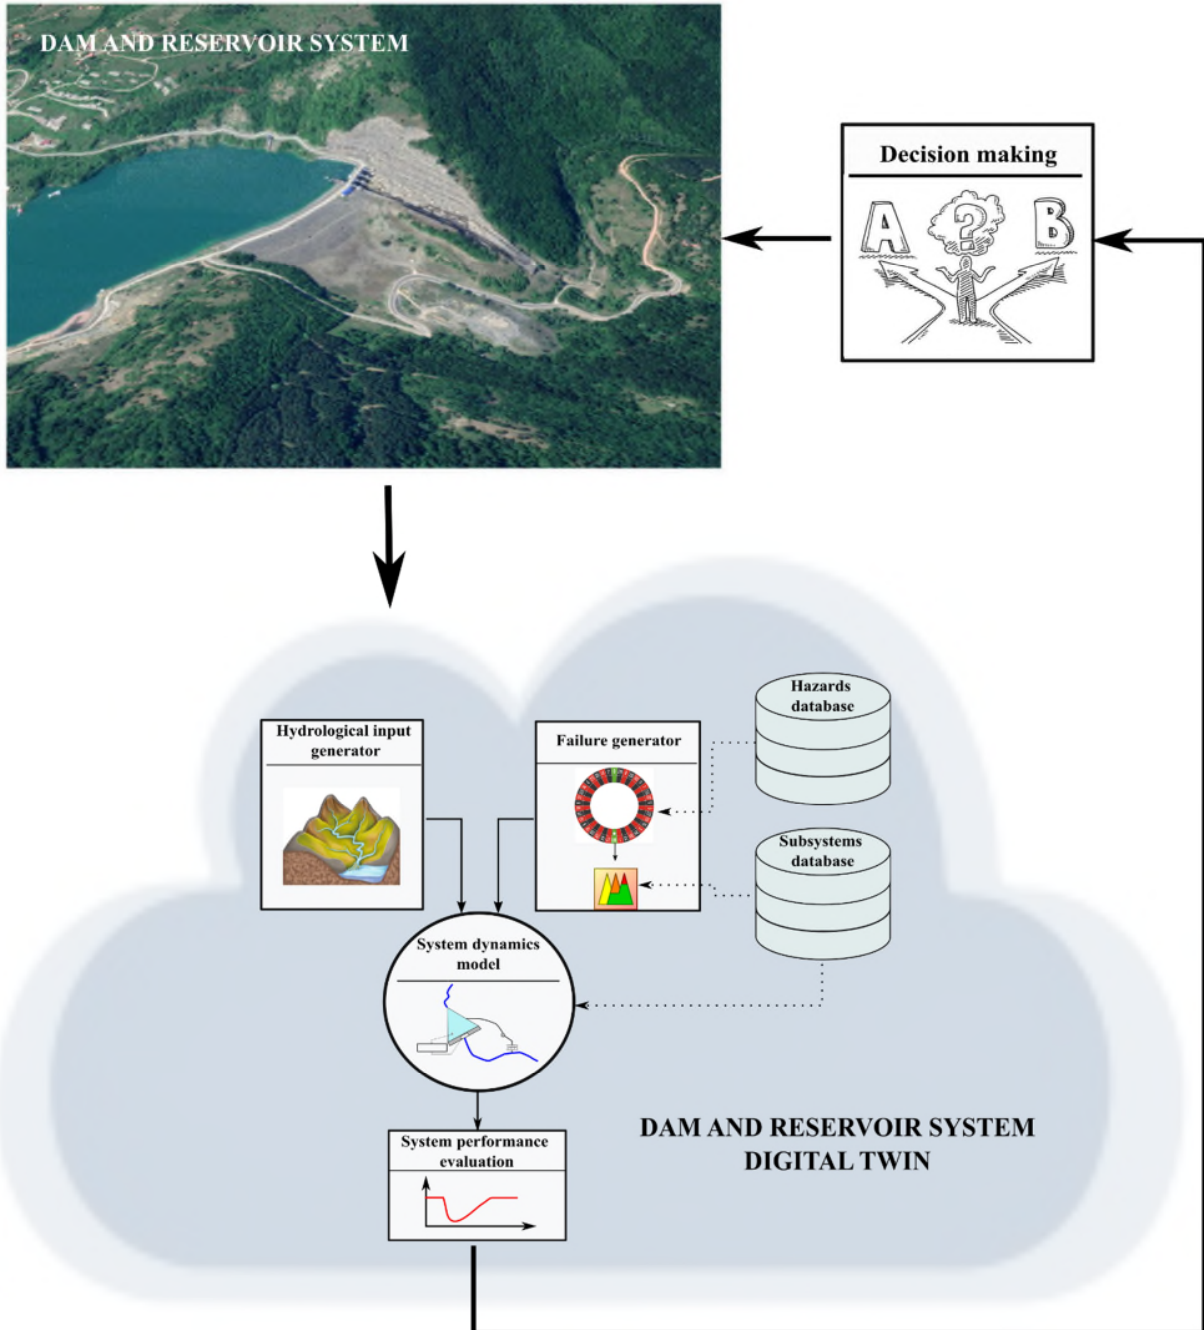 DAM AND RESERVOIR SYSTEM
Decision making
A
?
B
Hazards
database
Hydrological input
generator
Failure generator
Subsystems
database
System dynamics
model
DAM AND RESERVOIR SYSTEM
DIGITAL TWIN
System performance
evaluation